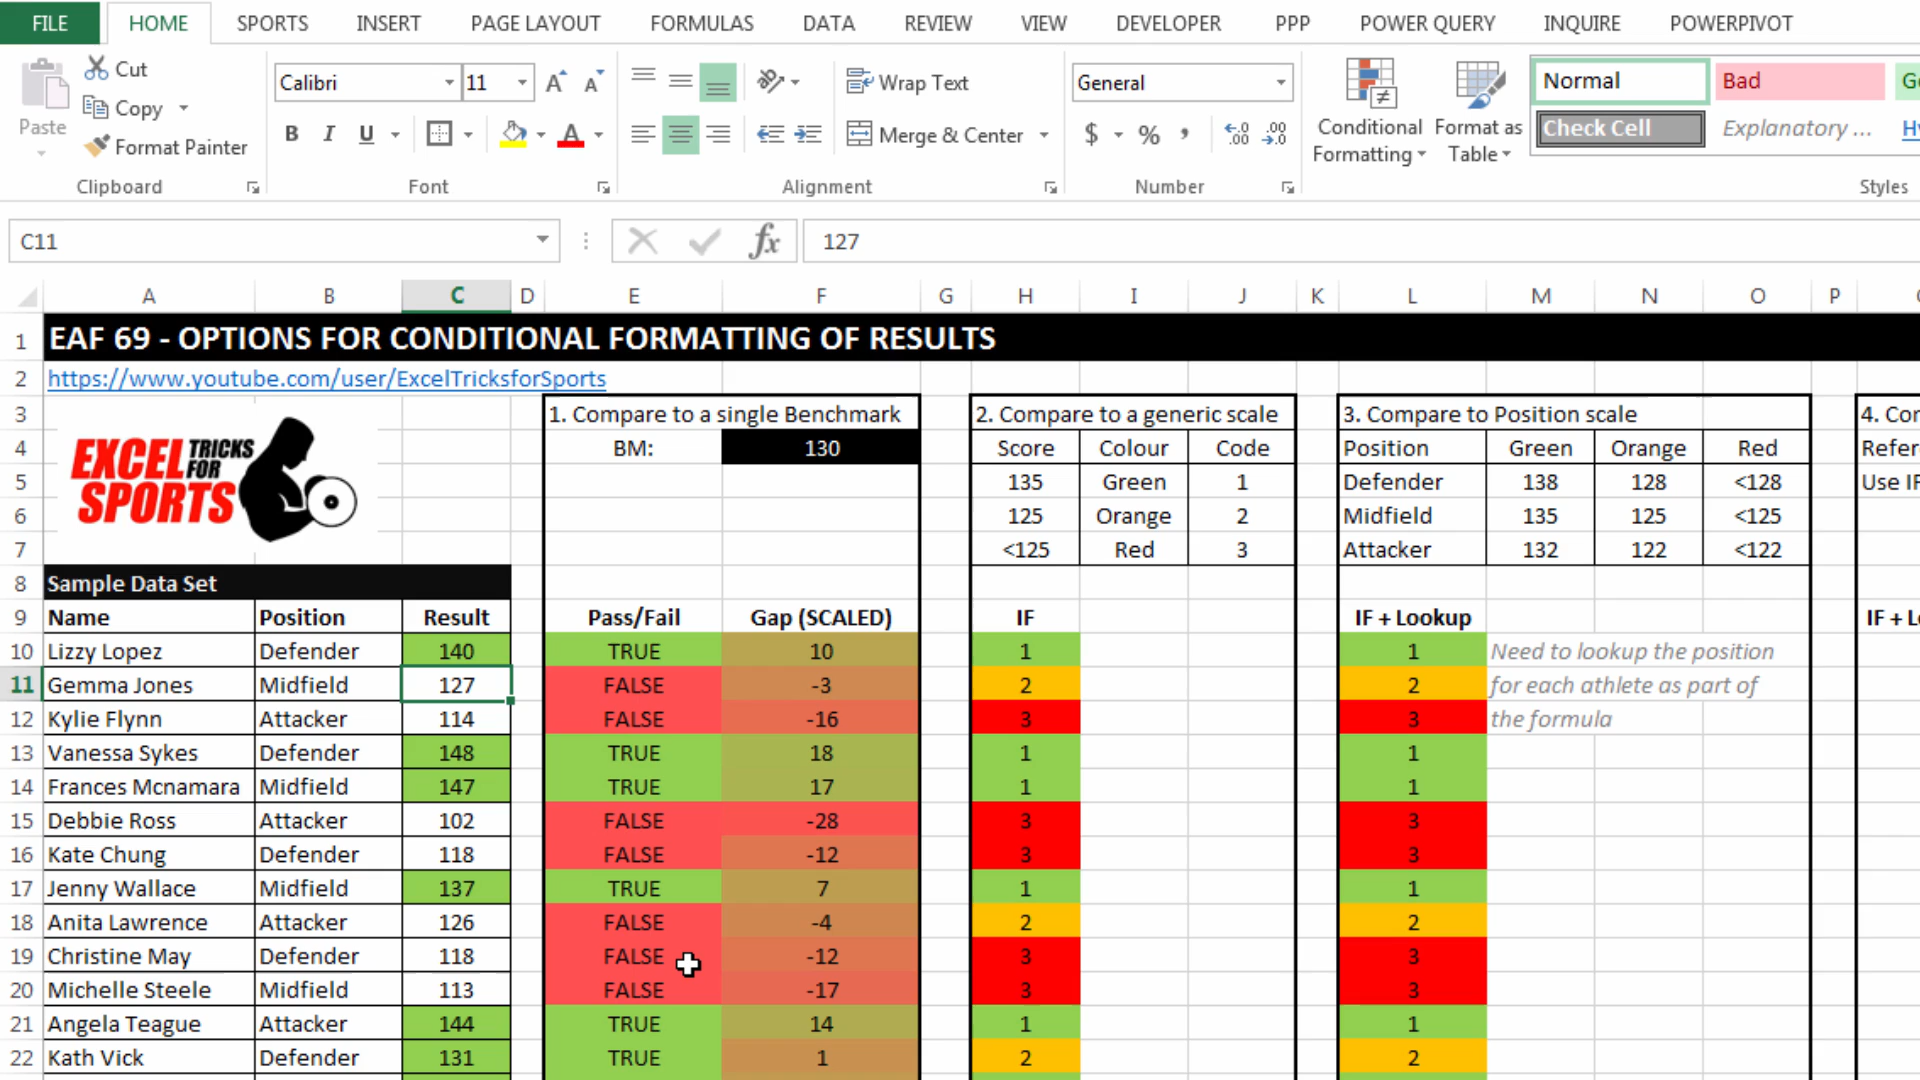 FILE HOME SPORTS INSERT PAGE LAYOUT FORMULAS DATA REVIEW VIEW DEVELOPER PPP POWER QUERY INQUIRE POWERPIVOT
Paste Cut Copy Format Painter
Calibri 11 A A
B I U A
Wrap Text
Merge & Center
General
$ % , .00 .00
Conditional Formatting
Format as Table
Normal Bad
Check Cell Explanatory ...
Clipboard Font Alignment Number Styles
C11 fx 127
A B C D E F G H I J K L M N O P
1 EAF 69 - OPTIONS FOR CONDITIONAL FORMATTING OF RESULTS
2 https://www.youtube.com/user/ExcelTricksforSports
3 1. Compare to a single Benchmark 2. Compare to a generic scale 3. Compare to Position scale 4.
EXCEL TRICKS FOR SPORTS
4 BM: 130 Score Colour Code Position Green Orange Red
5 135 Green 1 Defender 138 128 <128 Use
6 125 Orange 2 Midfield 135 125 <125
7 <125 Red 3 Attacker 132 122 <122
8 Sample Data Set
9 Name Position Result Pass/Fail Gap (SCALED) IF IF + Lookup IF +
10 Lizzy Lopez Defender 140 TRUE 10 1 1 Need to lookup the position
11 Gemma Jones Midfield 127 FALSE -3 2 2 for each athlete as part of
12 Kylie Flynn Attacker 114 FALSE -16 3 3 the formula
13 Vanessa Sykes Defender 148 TRUE 18 1 1
14 Frances Mcnamara Midfield 147 TRUE 17 1 1
15 Debbie Ross Attacker 102 FALSE -28 3 3
16 Kate Chung Defender 118 FALSE -12 3 3
17 Jenny Wallace Midfield 137 TRUE 7 1 1
18 Anita Lawrence Attacker 126 FALSE -4 2 2
19 Christine May Defender 118 FALSE -12 3 3
20 Michelle Steele Midfield 113 FALSE -17 3 3
21 Angela Teague Attacker 144 TRUE 14 1 1
22 Kath Vick Defender 131 TRUE 1 2 2